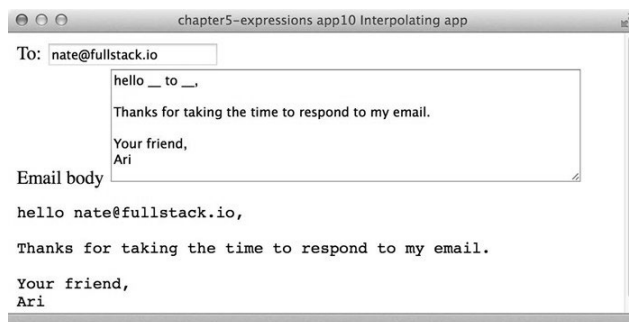 chapter5-expressions app10 Interpolating app
To: nate@fullstack.io
hello __ to __,
Thanks for taking the time to respond to my email.
Your friend,
Ari
Email body
hello nate@fullstack.io,
Thanks for taking the time to respond to my email.
Your friend,
Ari